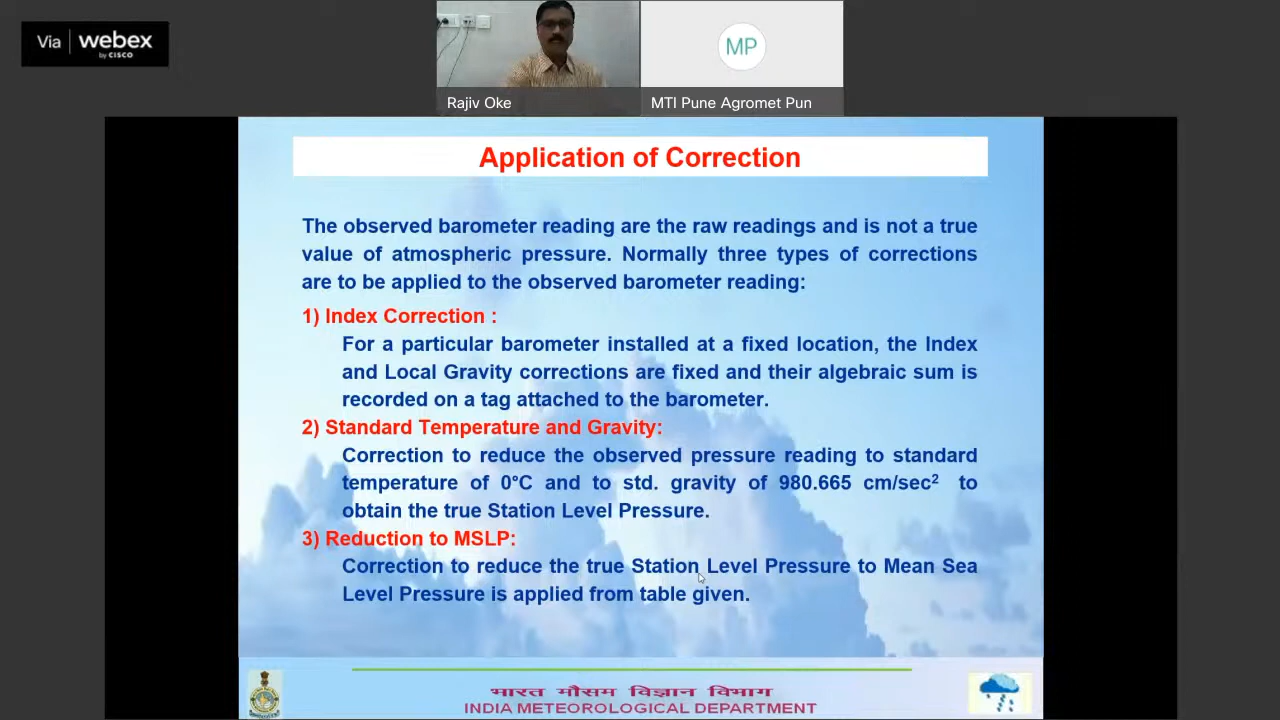 Via webex
by CISCO
MP
Rajiv Oke
MTI Pune Agromet Pun
Application of Correction
The observed barometer reading are the raw readings and is not a true
value of atmospheric pressure. Normally three types of corrections
are to be applied to the observed barometer reading:
1) Index Correction :
For a particular barometer installed at a fixed location, the Index
and Local Gravity corrections are fixed and their algebraic sum is
recorded on a tag attached to the barometer.
2) Standard Temperature and Gravity:
Correction to reduce the observed pressure reading to standard
temperature of 0°C and to std. gravity of 980.665 cm/sec² to
obtain the true Station Level Pressure.
3) Reduction to MSLP:
Correction to reduce the true Station Level Pressure to Mean Sea
Level Pressure is applied from table given.
भारत मौसम विज्ञान विभाग
INDIA METEOROLOGICAL DEPARTMENT